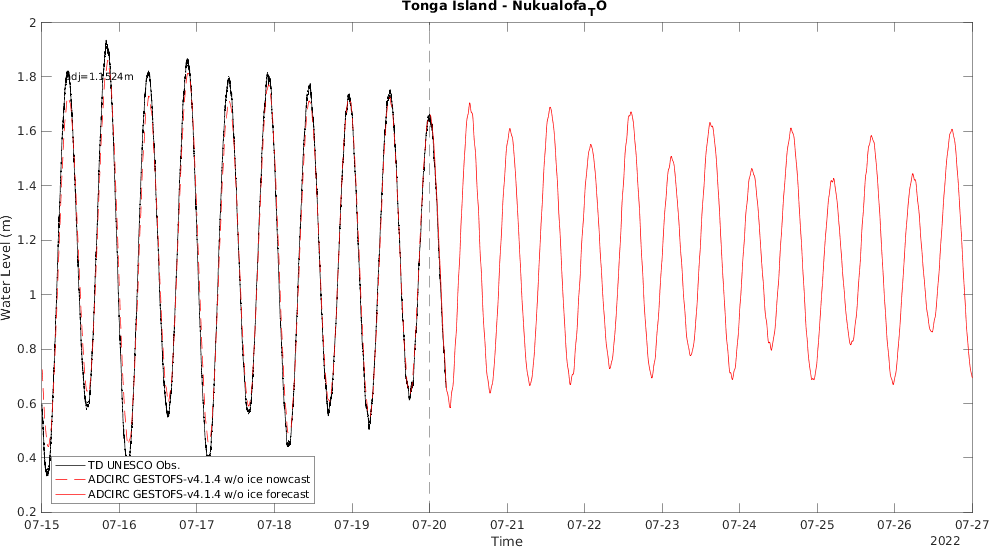 Tonga Island - Nukualofa_TO
adj=1.1524m
Water Level (m)
2
1.8
1.6
1.4
1.2
1
0.8
0.6
0.4
0.2
TD UNESCO Obs.
ADCIRC GESTOFS-v4.1.4 w/o ice nowcast
ADCIRC GESTOFS-v4.1.4 w/o ice forecast
07-15 07-16 07-17 07-18 07-19 07-20 07-21 07-22 07-23 07-24 07-25 07-26 07-27
Time
2022